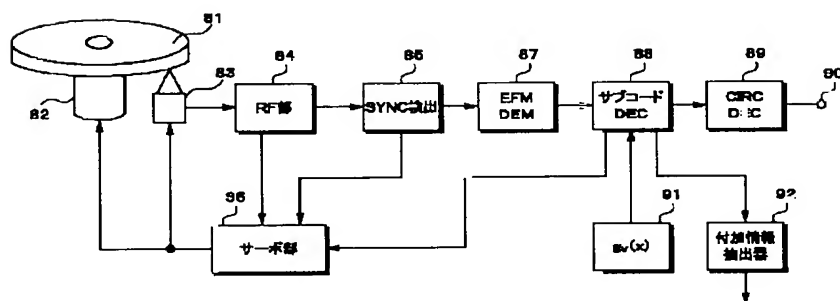 81
82
83
84
85
87
88
89
90
RF部
SYNC検出
EFM
DEM
サブコード
DEC
CIRC
DEC
96
サーボ部
91
92
付加情報
抽出器